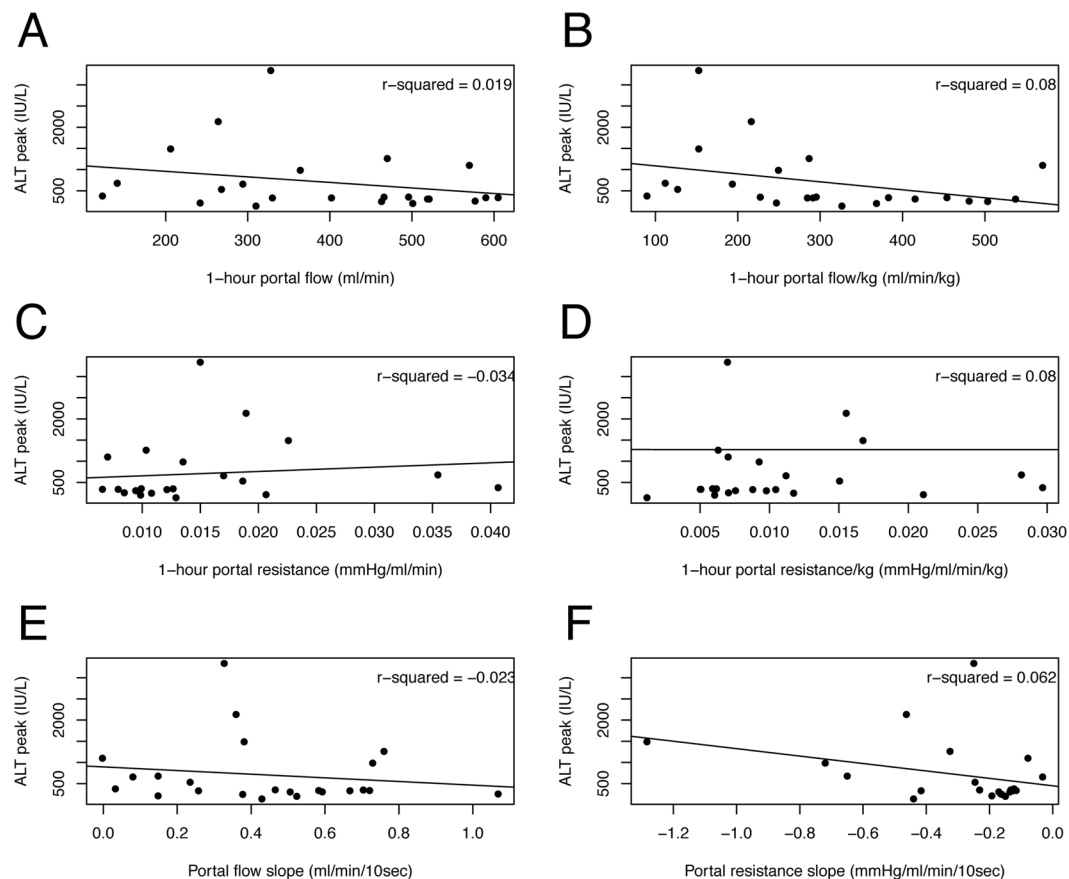 A
r−squared = 0.019
ALT peak (IU/L)
500 2000
200 300 400 500 600
1−hour portal flow (ml/min)
B
r−squared = 0.08
ALT peak (IU/L)
500 2000
100 200 300 400 500
1−hour portal flow/kg (ml/min/kg)
C
r−squared = −0.034
ALT peak (IU/L)
500 2000
0.010 0.015 0.020 0.025 0.030 0.035 0.040
1−hour portal resistance (mmHg/ml/min)
D
r−squared = 0.08
ALT peak (IU/L)
500 2000
0.005 0.010 0.015 0.020 0.025 0.030
1−hour portal resistance/kg (mmHg/ml/min/kg)
E
r−squared = −0.023
ALT peak (IU/L)
500 2000
0.0 0.2 0.4 0.6 0.8 1.0
Portal flow slope (ml/min/10sec)
F
r−squared = 0.062
ALT peak (IU/L)
500 2000
−1.2 −1.0 −0.8 −0.6 −0.4 −0.2 0.0
Portal resistance slope (mmHg/ml/min/10sec)